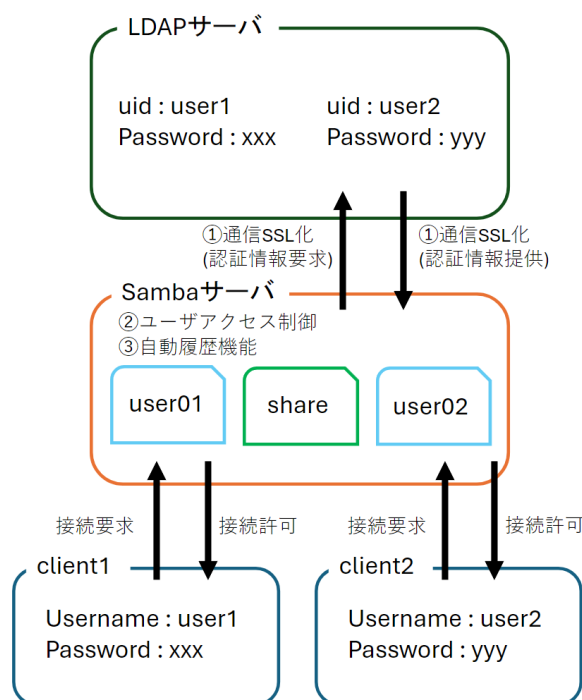 LDAPサーバ
uid : user1
Password : xxx
uid : user2
Password : yyy
①通信SSL化
(認証情報要求)
①通信SSL化
(認証情報提供)
Sambaサーバ
②ユーザアクセス制御
③自動履歴機能
user01
share
user02
接続要求
接続許可
接続要求
接続許可
client1
Username : user1
Password : xxx
client2
Username : user2
Password : yyy